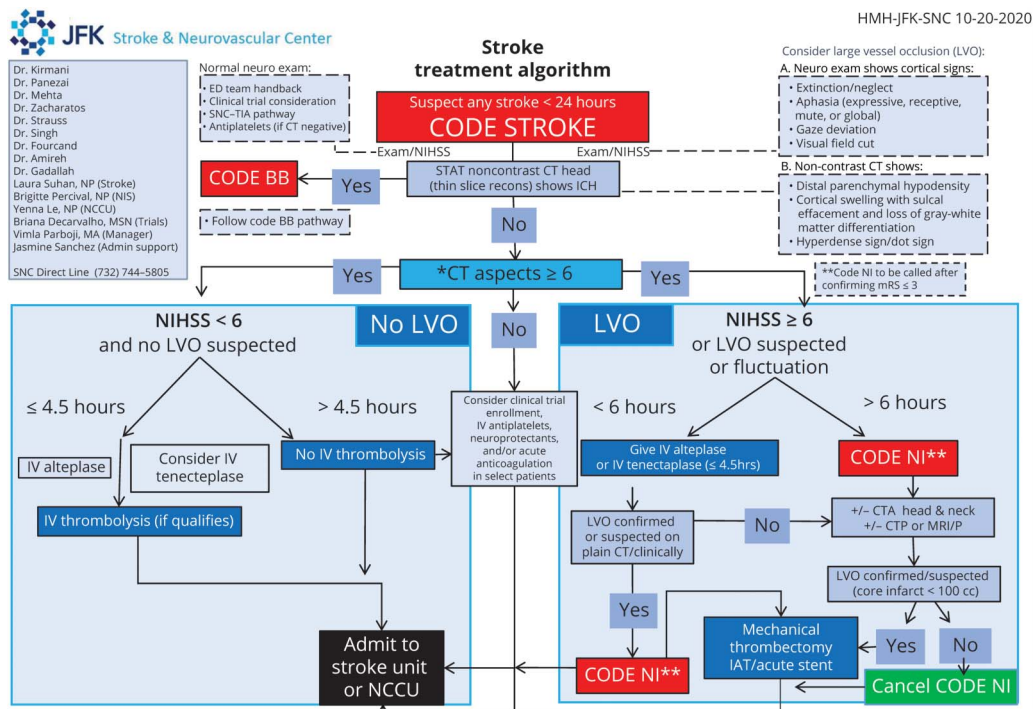 HMH-JFK-SNC 10-20-2020
JFK Stroke & Neurovascular Center
Dr. Kirmani
Dr. Panezai
Dr. Mehta
Dr. Zacharatos
Dr. Strauss
Dr. Singh
Dr. Fourcand
Dr. Amireh
Dr. Gadallah
Laura Suhan, NP (Stroke)
Brigitte Percival, NP (NIS)
Yenna Le, NP (NCCU)
Briana Decarvalho, MSN (Trials)
Vimla Parboji, MA (Manager)
Jasmine Sanchez (Admin support)
SNC Direct Line (732) 744–5805
Normal neuro exam:
• ED team handback
• Clinical trial consideration
• SNC–TIA pathway
• Antiplatelets (if CT negative)
Stroke
treatment algorithm
Suspect any stroke < 24 hours
CODE STROKE
Exam/NIHSS
Exam/NIHSS
Consider large vessel occlusion (LVO):
A. Neuro exam shows cortical signs:
• Extinction/neglect
• Aphasia (expressive, receptive,
mute, or global)
• Gaze deviation
• Visual field cut
B. Non-contrast CT shows:
• Distal parenchymal hypodensity
• Cortical swelling with sulcal
effacement and loss of gray-white
matter differentiation
• Hyperdense sign/dot sign
STAT noncontrast CT head
(thin slice recons) shows ICH
Yes
CODE BB
• Follow code BB pathway
No
*CT aspects ≥ 6
Yes
Yes
No
**Code NI to be called after
confirming mRS ≤ 3
No LVO
NIHSS < 6
and no LVO suspected
≤ 4.5 hours
> 4.5 hours
IV alteplase
Consider IV
tenecteplase
No IV thrombolysis
IV thrombolysis (if qualifies)
Consider clinical trial
enrollment,
IV antiplatelets,
neuroprotectants,
and/or acute
anticoagulation
in select patients
Admit to
stroke unit
or NCCU
LVO
NIHSS ≥ 6
or LVO suspected
or fluctuation
< 6 hours
> 6 hours
Give IV alteplase
or IV tenectaplase (≤ 4.5hrs)
CODE NI**
LVO confirmed
or suspected on
plain CT/clinically
No
+/– CTA head & neck
+/– CTP or MRI/P
LVO confirmed/suspected
(core infarct < 100 cc)
Yes
Mechanical
thrombectomy
IAT/acute stent
Yes
No
CODE NI**
Cancel CODE NI